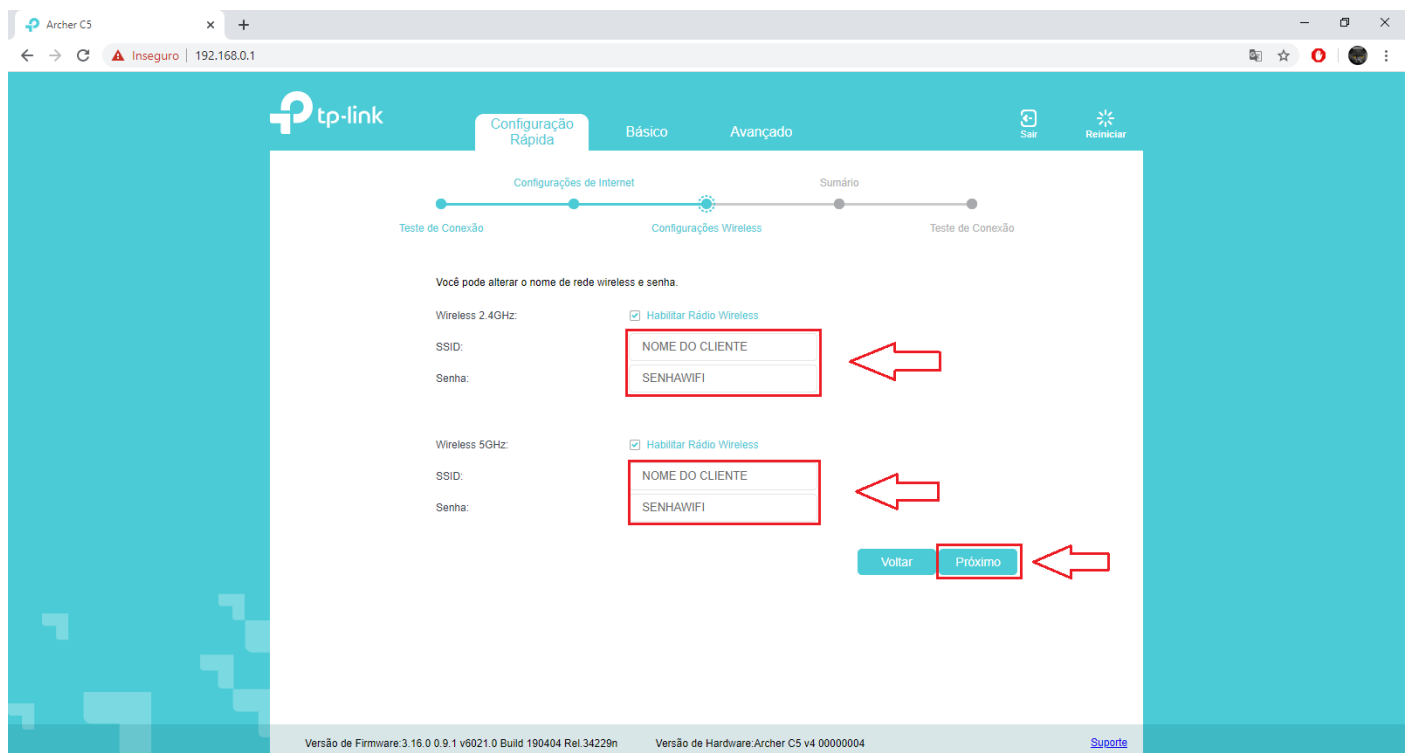 Archer C5
Inseguro | 192.168.0.1
tp-link
Configuração
Rápida
Básico
Avançado
Sair
Reiniciar
Configurações de Internet
Sumário
Teste de Conexão
Configurações Wireless
Teste de Conexão
Você pode alterar o nome de rede wireless e senha.
Wireless 2.4GHz:
Habilitar Rádio Wireless
SSID:
NOME DO CLIENTE
Senha:
SENHAWIFI
Wireless 5GHz:
Habilitar Rádio Wireless
SSID:
NOME DO CLIENTE
Senha:
SENHAWIFI
Voltar
Próximo
Versão de Firmware:3.16.0 0.9.1 v6021.0 Build 190404 Rel.34229n
Versão de Hardware:Archer C5 v4 00000004
Suporte